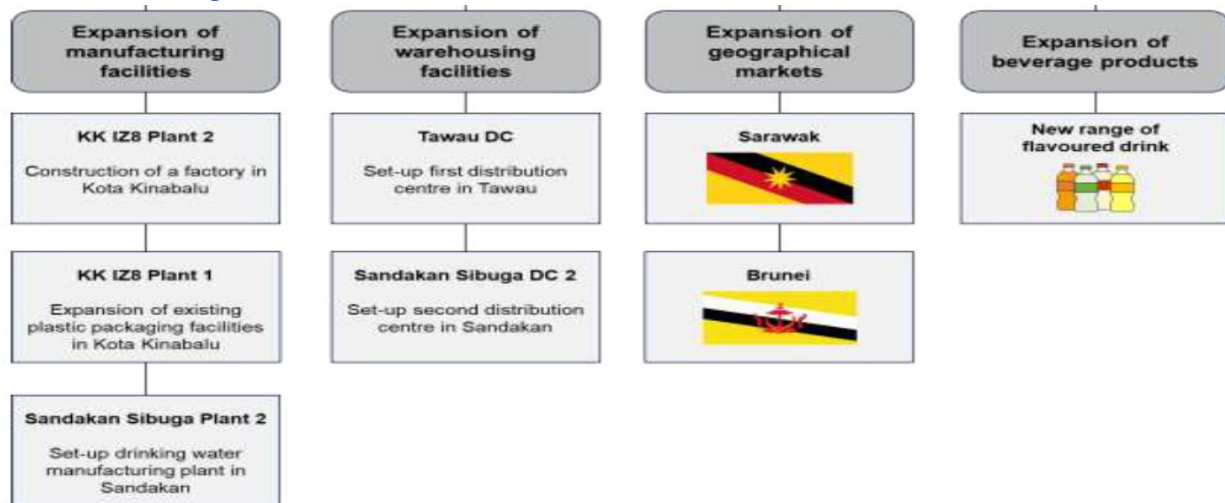 Expansion of
manufacturing
facilities
KK IZ8 Plant 2
Construction of a factory in
Kota Kinabalu
KK IZ8 Plant 1
Expansion of existing
plastic packaging facilities
in Kota Kinabalu
Sandakan Sibuga Plant 2
Set-up drinking water
manufacturing plant in
Sandakan
Expansion of
warehousing
facilities
Tawau DC
Set-up first distribution
centre in Tawau
Sandakan Sibuga DC 2
Set-up second distribution
centre in Sandakan
Expansion of
geographical
markets
Sarawak
Brunei
Expansion of
beverage products
New range of
flavoured drink